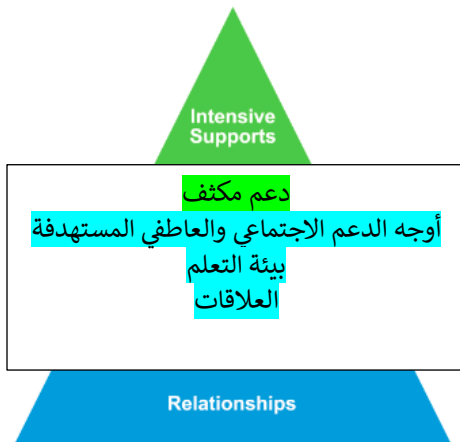 Intensive
Supports
دعم مكثف
أوجه الدعم الاجتماعي والعاطفي المستهدفة
بيئة التعلم
العلاقات
Relationships